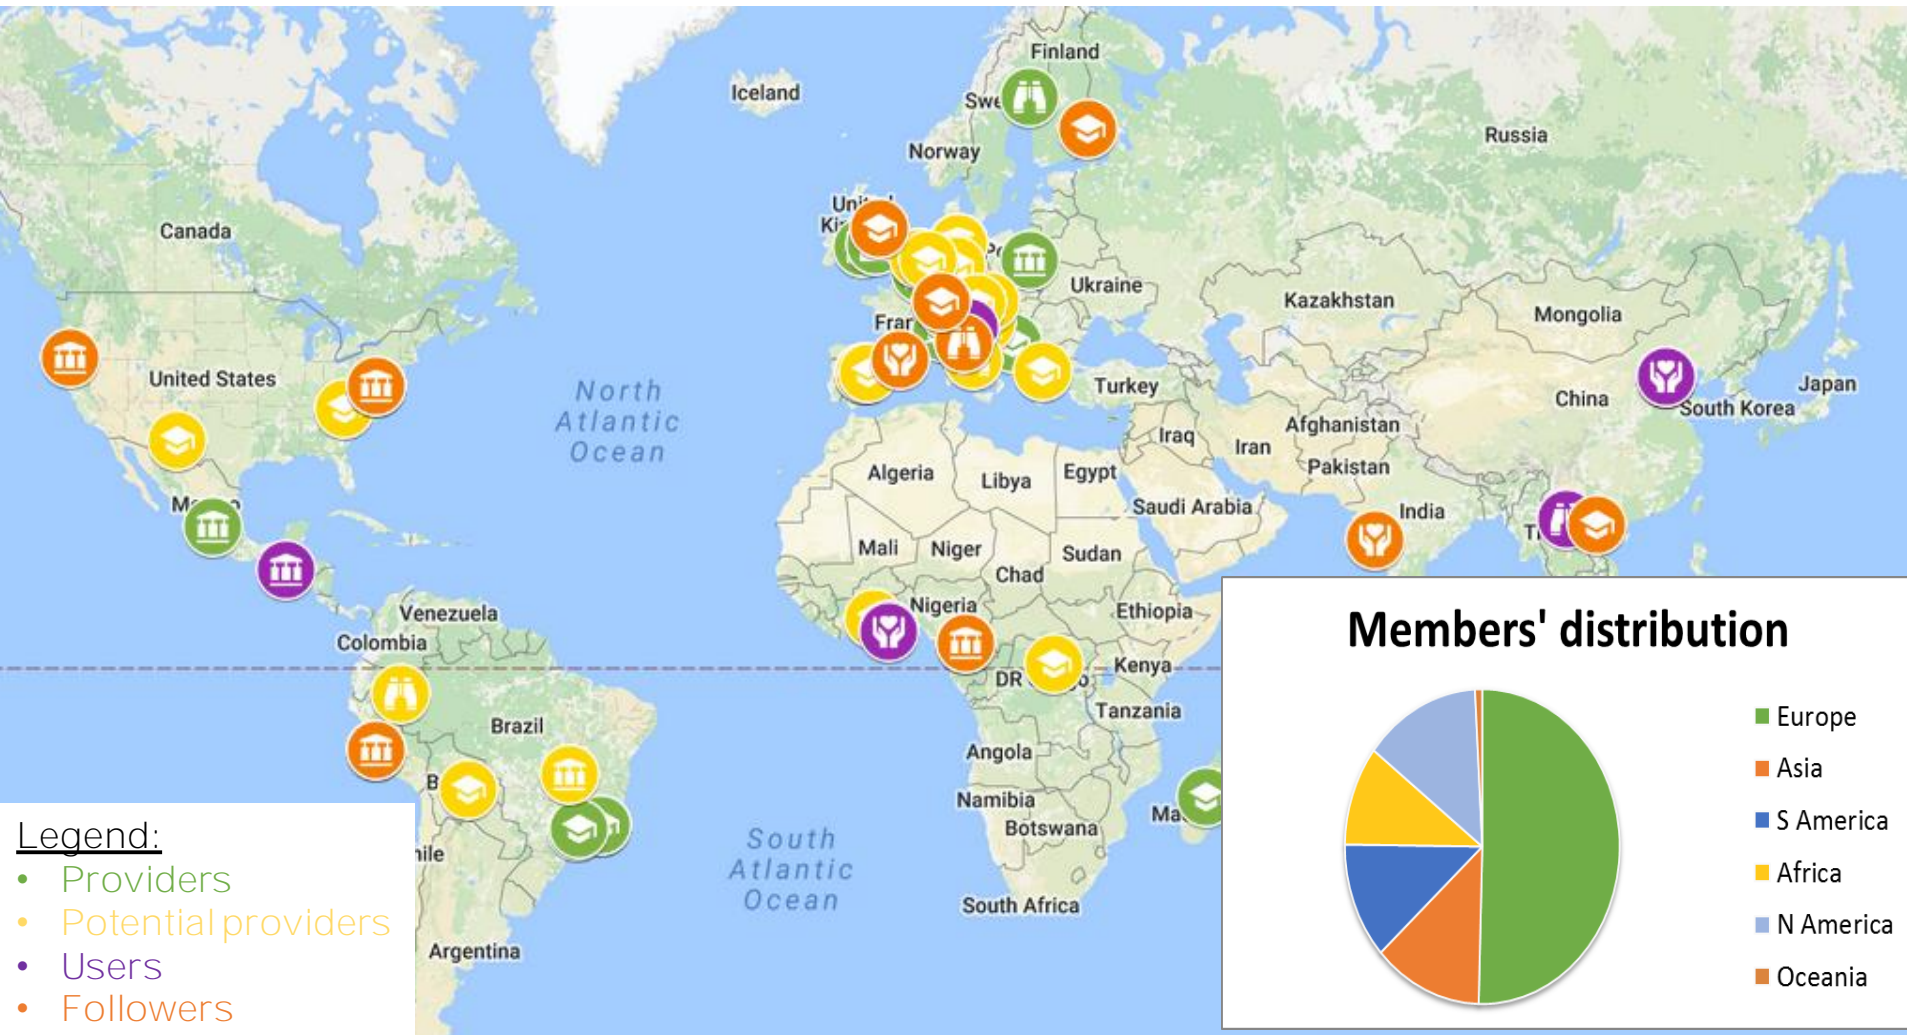 Finland
Iceland
Swe
Russia
Norway
Canada
Ukraine
Kazakhstan
Mongolia
Fran
United States
North
Atlantic
Ocean
Turkey
China
Japan
South Korea
Iraq
Iran
Afghanistan
Pakistan
Algeria
Libya
Egypt
Saudi Arabia
India
Mali
Niger
Sudan
Chad
Nigeria
Ethiopia
Venezuela
Colombia
DR
Kenya
Brazil
Tanzania
Angola
Namibia
Botswana
Ma
South
Atlantic
Ocean
South Africa
Argentina
Legend:
• Providers
• Potential providers
• Users
• Followers
Members' distribution
Europe
Asia
S America
Africa
N America
Oceania